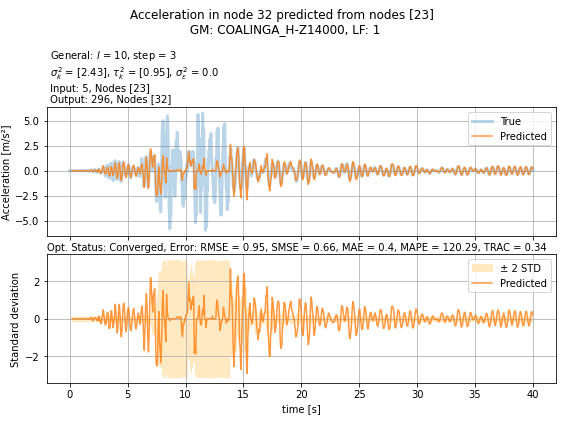 Acceleration in node 32 predicted from nodes [23]
GM: COALINGA_H-Z14000, LF: 1
General: l = 10, step = 3
σ²ₖ = [2.43], τ²ₖ = [0.95], σ²ε = 0.0
Input: 5, Nodes [23]
Output: 296, Nodes [32]
Acceleration [m/s²]
5.0
2.5
0.0
−2.5
−5.0
True
Predicted
Opt. Status: Converged, Error: RMSE = 0.95, SMSE = 0.66, MAE = 0.4, MAPE = 120.29, TRAC = 0.34
Standard deviation
2
0
−2
± 2 STD
Predicted
0 5 10 15 20 25 30 35 40
time [s]